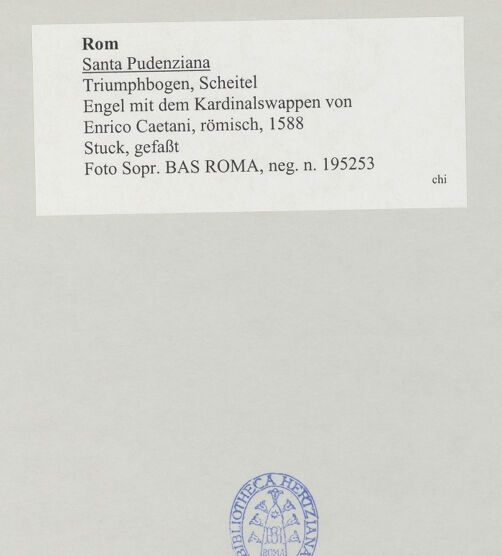 Rom
Santa Pudenziana
Triumphbogen, Scheitel
Engel mit dem Kardinalswappen von
Enrico Caetani, römisch, 1588
Stuck, gefaßt
Foto Sopr. BAS ROMA, neg. n. 195253
chi
BIBLIOTHECA HERTZIANA
ROMA